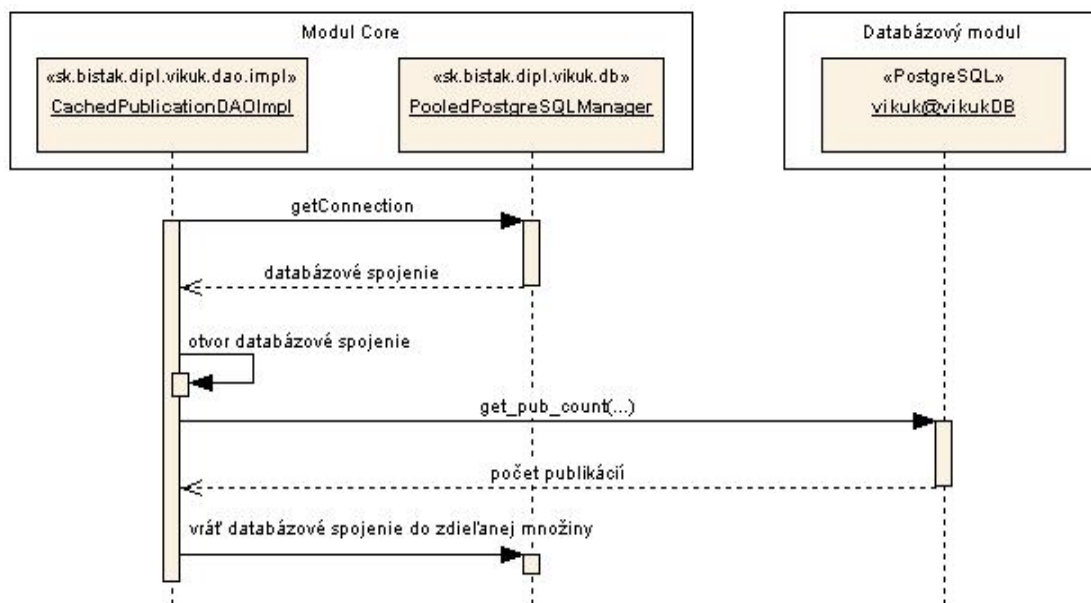 Modul Core
Databázový modul
«sk.bistak.dipl.vikuk.dao.impl»
CachedPublicationDAOImpl
«sk.bistak.dipl.vikuk.db»
PooledPostgreSQLManager
«PostgreSQL»
vikuk@vikukDB
getConnection
databázové spojenie
otvor databázové spojenie
get_pub_count(...)
počet publikácií
vráť databázové spojenie do zdieľanej množiny